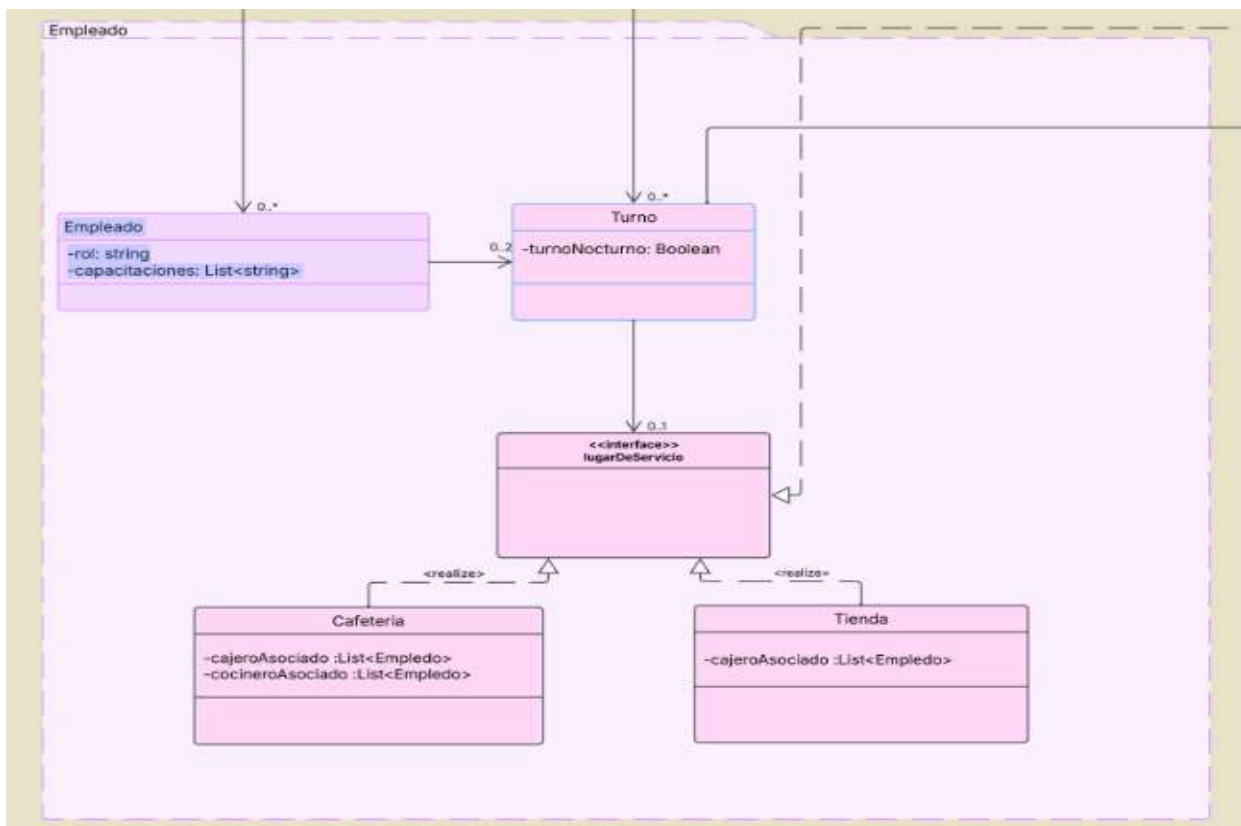 Empleado
0..*
0..*
Empleado
-rol: string
-capacitaciones: List<string>
0..2
Turno
-turnoNocturno: Boolean
0..1
<<interface>>
lugarDeServicio
<realize>
<realize>
Cafeteria
-cajeroAsociado :List<Empledo>
-cocineroAsociado :List<Empledo>
Tienda
-cajeroAsociado :List<Empledo>